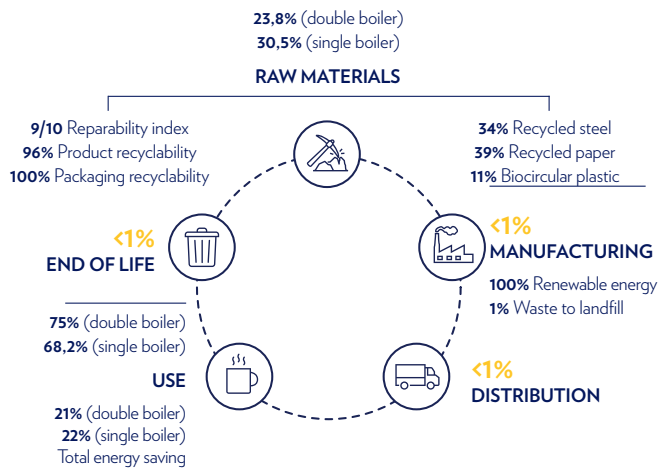 23,8% (double boiler)
30,5% (single boiler)
RAW MATERIALS
9/10 Reparability index
96% Product recyclability
100% Packaging recyclability
34% Recycled steel
39% Recycled paper
11% Biocircular plastic
<1%
END OF LIFE
<1%
MANUFACTURING
100% Renewable energy
1% Waste to landfill
75% (double boiler)
68,2% (single boiler)
USE
21% (double boiler)
22% (single boiler)
Total energy saving
<1%
DISTRIBUTION